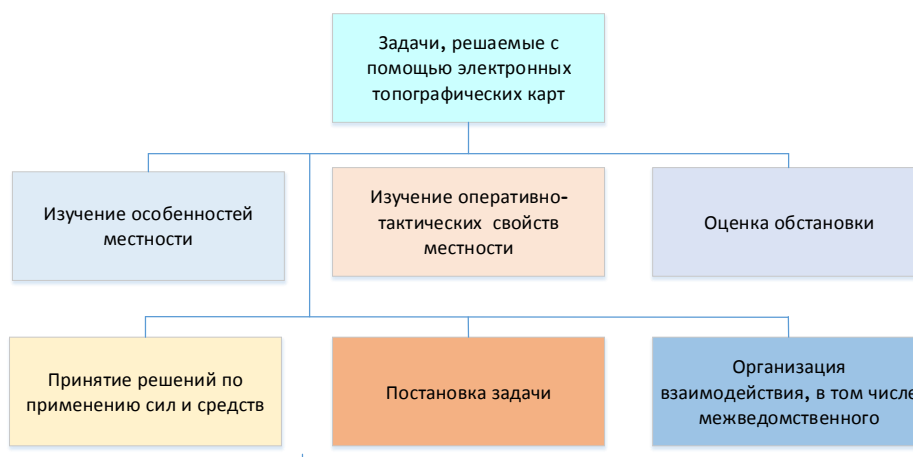 Задачи, решаемые с
помощью электронных
топографических карт
Изучение особенностей
местности
Изучение оперативно-
тактических свойств
местности
Оценка обстановки
Принятие решений по
применению сил и средств
Постановка задачи
Организация
взаимодействия, в том числе
межведомственного